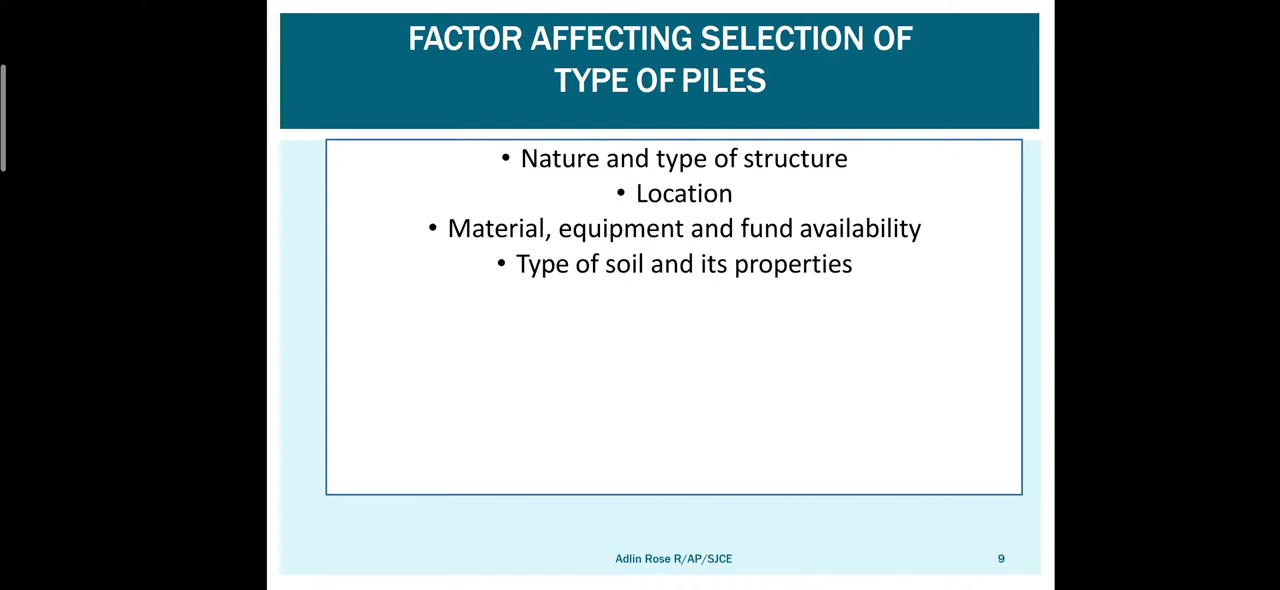 FACTOR AFFECTING SELECTION OF
TYPE OF PILES
• Nature and type of structure
• Location
• Material, equipment and fund availability
• Type of soil and its properties
Adlin Rose R/AP/SJCE
9